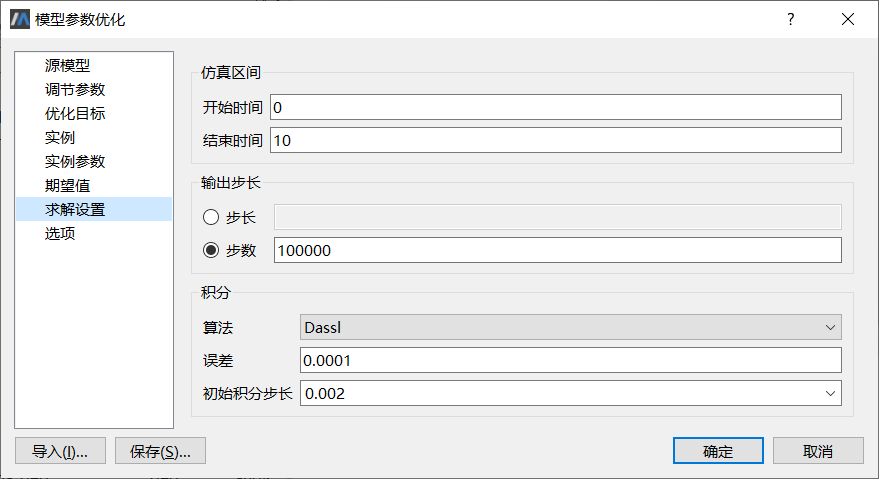 模型参数优化
?
源模型
调节参数
优化目标
实例
实例参数
期望值
求解设置
选项
仿真区间
开始时间 0
结束时间 10
输出步长
步长
步数 100000
积分
算法 Dassl
误差 0.0001
初始积分步长 0.002
导入(I)... 保存(S)... 确定 取消